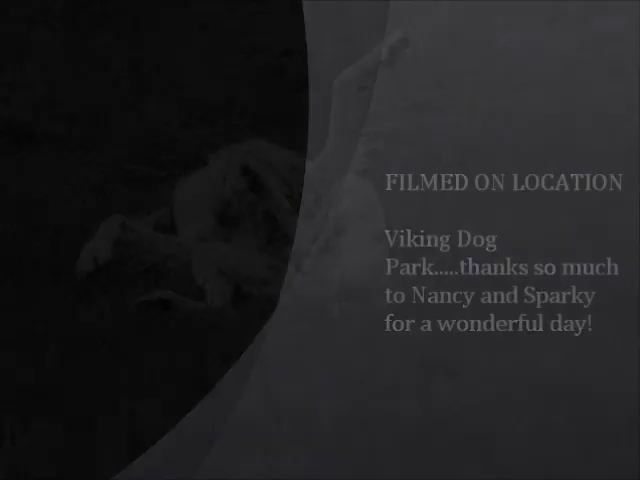 FILMED ON LOCATION
Viking Dog
Park.....thanks so much
to Nancy and Sparky
for a wonderful day!